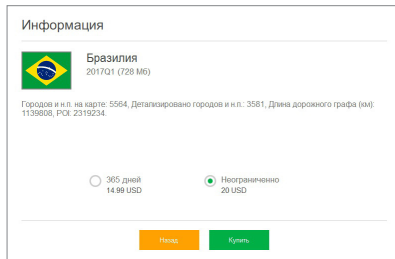 Информация
Бразилия
2017Q1 (728 Мб)
Городов и н.п. на карте: 5564, Детализировано городов и н.п.: 3581, Длина дорожного графа (км):
1139808, POI: 2319234.
365 дней
Неограниченно
14.99 USD
20 USD
Назад
Купить